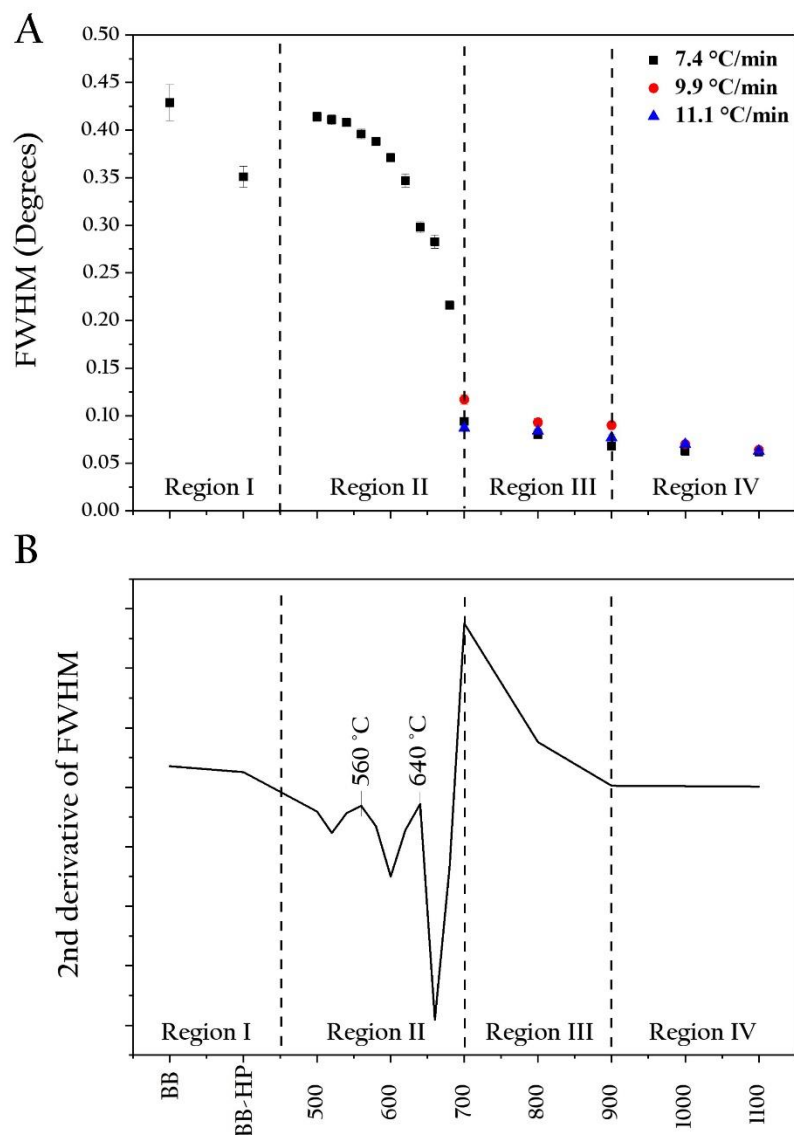 A
FWHM (Degrees)
0.50
0.45
0.40
0.35
0.30
0.25
0.20
0.15
0.10
0.05
0.00
7.4 °C/min
9.9 °C/min
11.1 °C/min
Region I Region II Region III Region IV
B
2nd derivative of FWHM
560 °C
640 °C
Region I Region II Region III Region IV
BB BB-HP 500 600 700 800 900 1000 1100